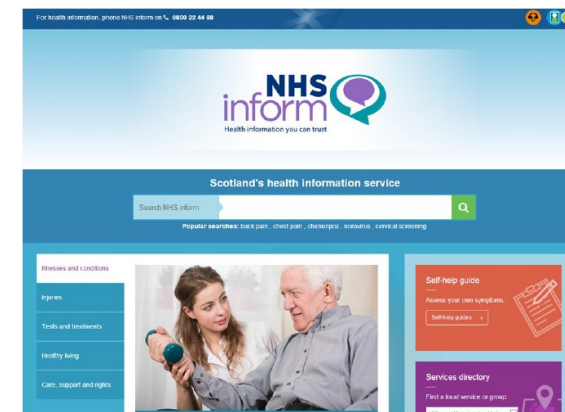 For health information, phone NHS inform on 0800 22 44 88
NHS
inform
Health information you can trust
Scotland's health information service
Search NHS inform
Popular searches: back pain , chest pain , chickenpox , norovirus , cervical screening
Illnesses and conditions
Injuries
Tests and treatments
Healthy living
Care, support and rights
Self-help guide
Assess your own symptoms.
Self-help guides
Services directory
Find a local service or group.